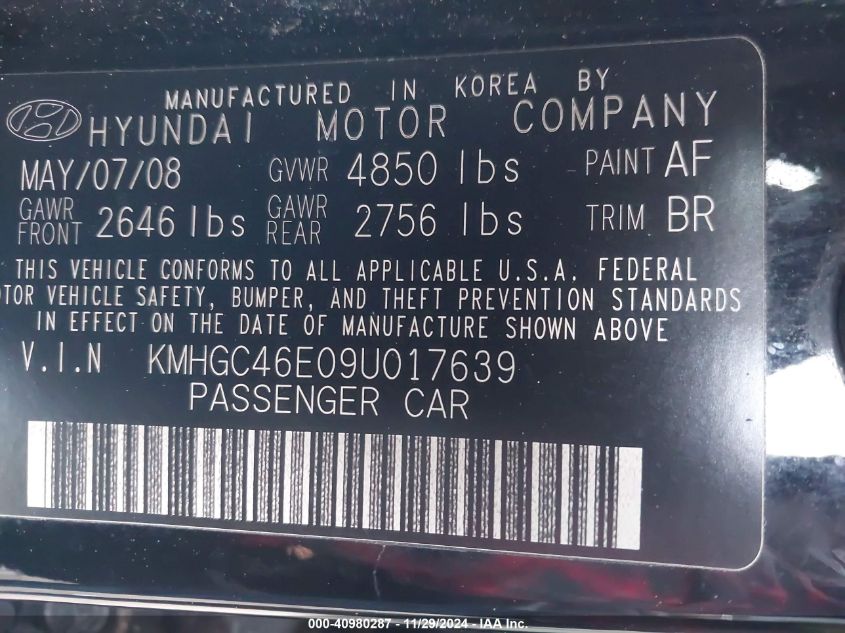 MANUFACTURED IN KOREA BY
HYUNDAI MOTOR COMPANY
MAY/07/08 GVWR 4850 lbs PAINT AF
GAWR FRONT 2646 lbs GAWR REAR 2756 lbs TRIM BR
THIS VEHICLE CONFORMS TO ALL APPLICABLE U.S.A. FEDERAL
OTOR VEHICLE SAFETY, BUMPER, AND THEFT PREVENTION STANDARDS
IN EFFECT ON THE DATE OF MANUFACTURE SHOWN ABOVE
V.I.N KMHGC46E09U017639
PASSENGER CAR
000-40980287 - 11/29/2024 - IAA Inc.